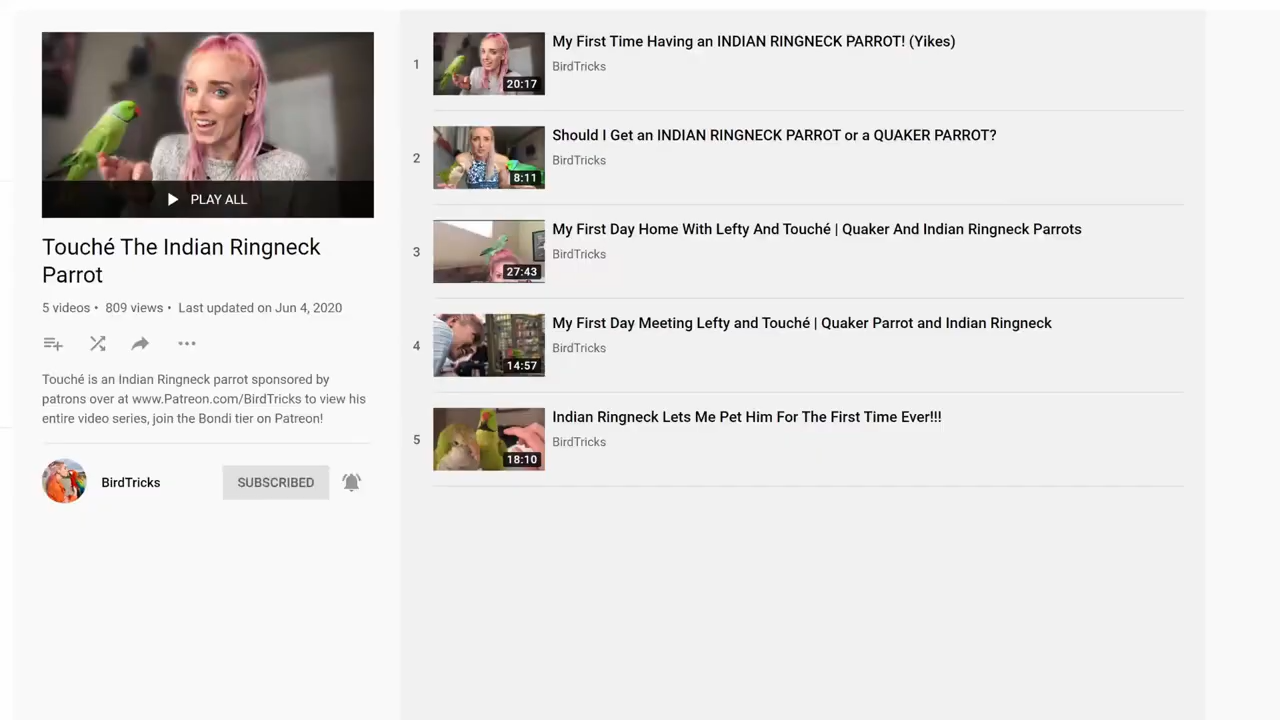 PLAY ALL
Touché The Indian Ringneck
Parrot
5 videos • 809 views • Last updated on Jun 4, 2020
Touché is an Indian Ringneck parrot sponsored by
patrons over at www.Patreon.com/BirdTricks to view his
entire video series, join the Bondi tier on Patreon!
BirdTricks
SUBSCRIBED
1
20:17
My First Time Having an INDIAN RINGNECK PARROT! (Yikes)
BirdTricks
2
8:11
Should I Get an INDIAN RINGNECK PARROT or a QUAKER PARROT?
BirdTricks
3
27:43
My First Day Home With Lefty And Touché | Quaker And Indian Ringneck Parrots
BirdTricks
4
14:57
My First Day Meeting Lefty and Touché | Quaker Parrot and Indian Ringneck
BirdTricks
5
18:10
Indian Ringneck Lets Me Pet Him For The First Time Ever!!!
BirdTricks